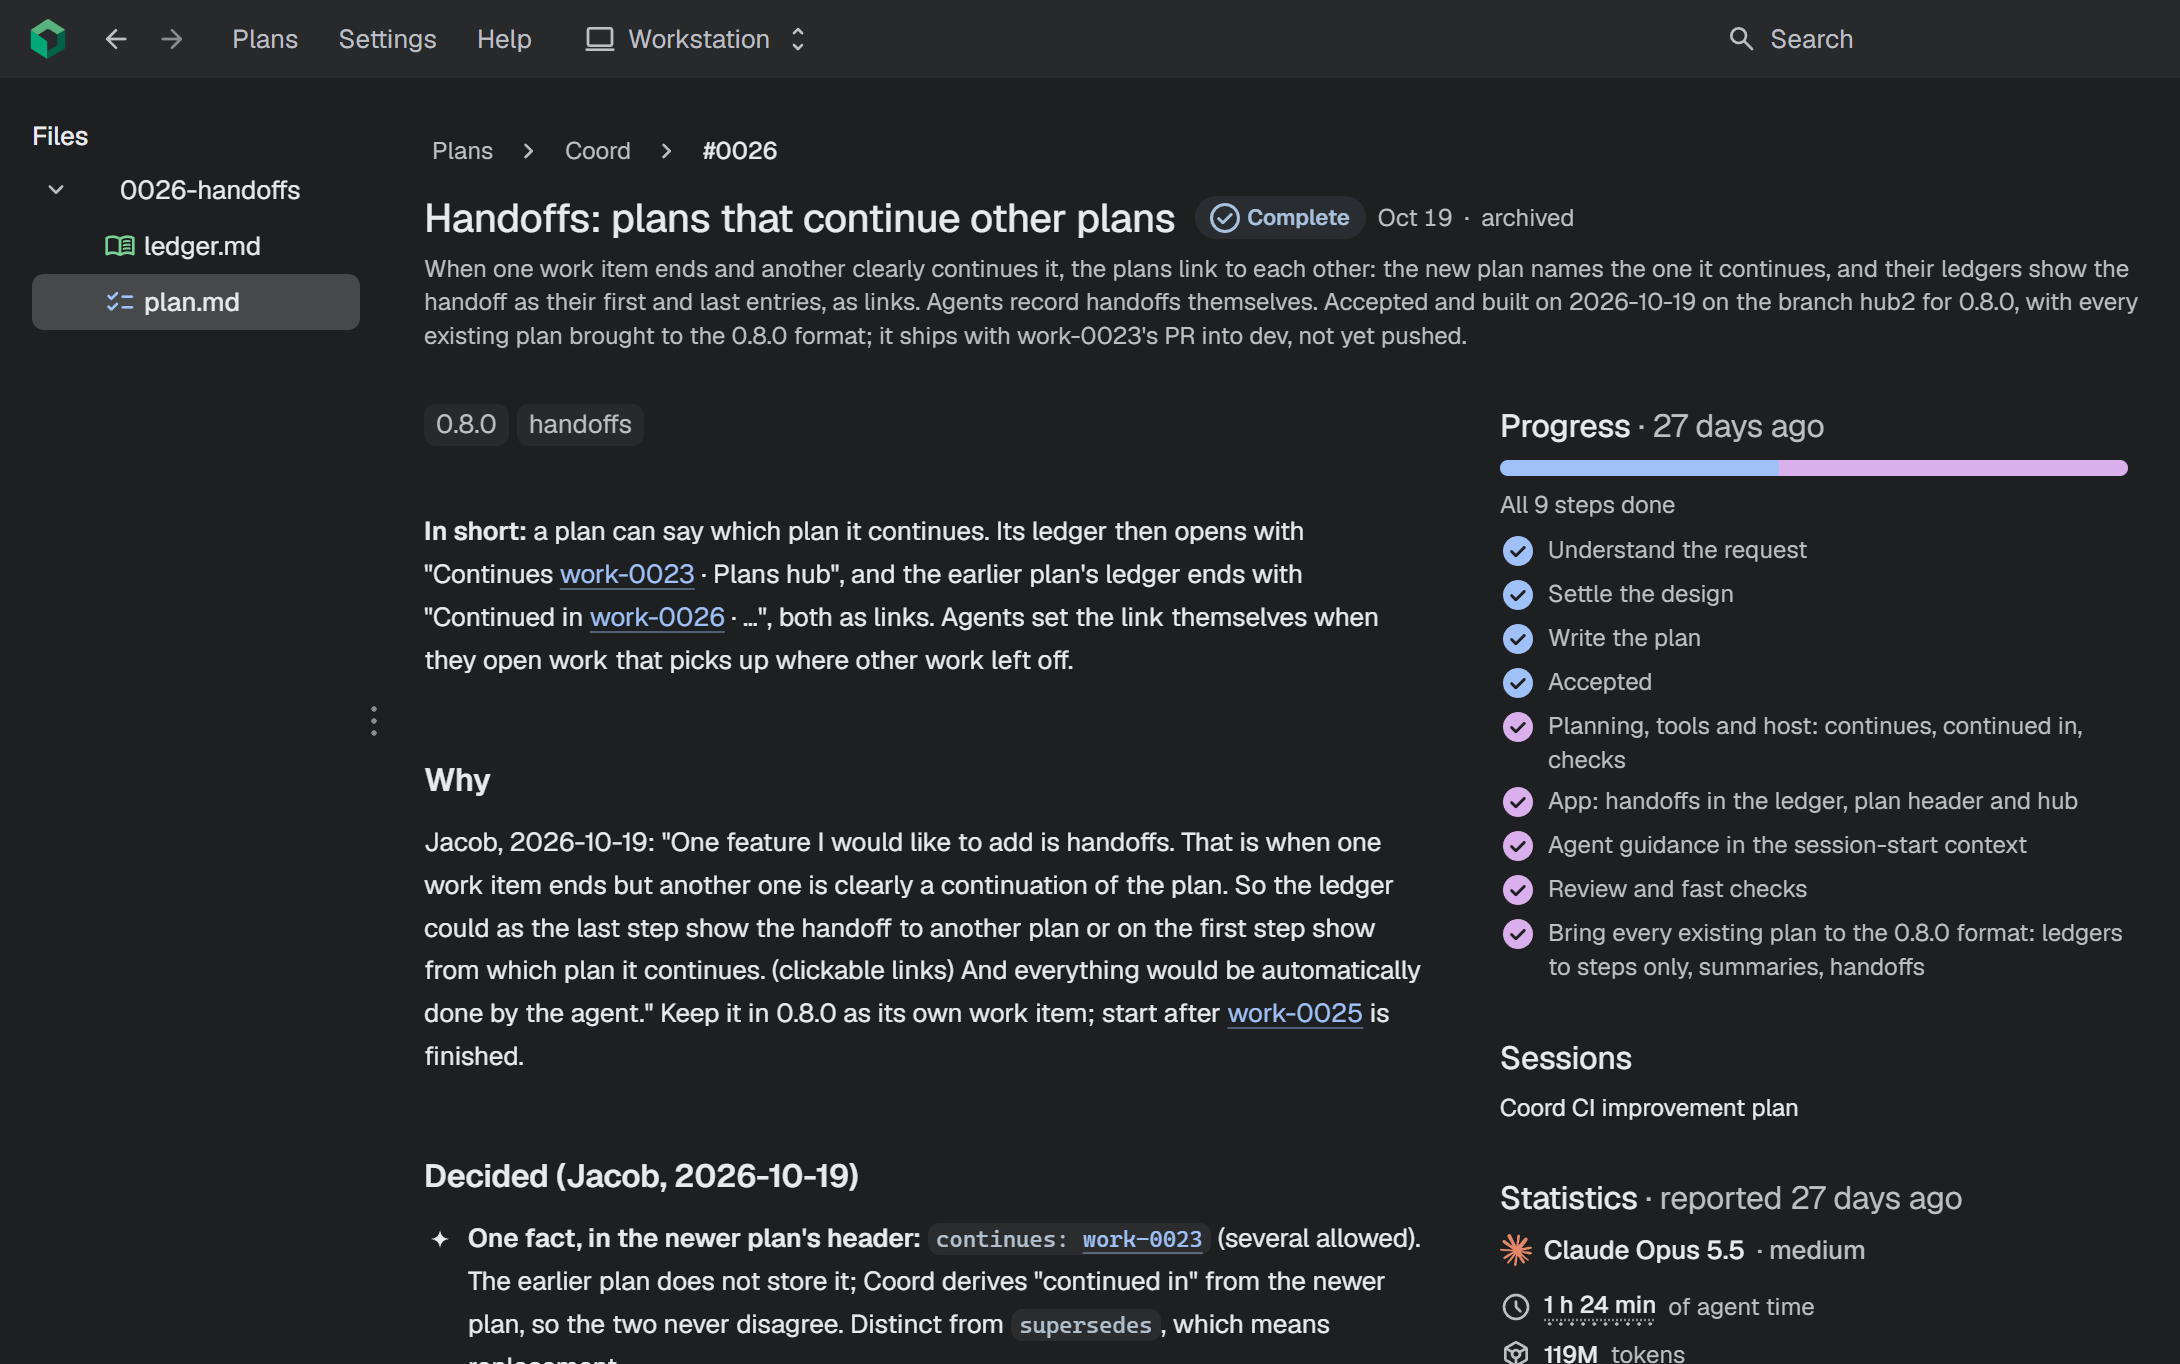 Plans
Settings
Help
Workstation
Search
Files
0026-handoffs
ledger.md
plan.md
Plans > Coord > #0026
Handoffs: plans that continue other plans
Complete
Oct 19 · archived
When one work item ends and another clearly continues it, the plans link to each other: the new plan names the one it continues, and their ledgers show the
handoff as their first and last entries, as links. Agents record handoffs themselves. Accepted and built on 2026-10-19 on the branch hub2 for 0.8.0, with every
existing plan brought to the 0.8.0 format; it ships with work-0023's PR into dev, not yet pushed.
0.8.0
handoffs
In short: a plan can say which plan it continues. Its ledger then opens with
"Continues work-0023 · Plans hub", and the earlier plan's ledger ends with
"Continued in work-0026 · ...", both as links. Agents set the link themselves when
they open work that picks up where other work left off.
Why
Jacob, 2026-10-19: "One feature I would like to add is handoffs. That is when one
work item ends but another one is clearly a continuation of the plan. So the ledger
could as the last step show the handoff to another plan or on the first step show
from which plan it continues. (clickable links) And everything would be automatically
done by the agent." Keep it in 0.8.0 as its own work item; start after work-0025 is
finished.
Decided (Jacob, 2026-10-19)
One fact, in the newer plan's header: continues: work-0023 (several allowed).
The earlier plan does not store it; Coord derives "continued in" from the newer
plan, so the two never disagree. Distinct from supersedes, which means
Progress · 27 days ago
All 9 steps done
Understand the request
Settle the design
Write the plan
Accepted
Planning, tools and host: continues, continued in,
checks
App: handoffs in the ledger, plan header and hub
Agent guidance in the session-start context
Review and fast checks
Bring every existing plan to the 0.8.0 format: ledgers
to steps only, summaries, handoffs
Sessions
Coord CI improvement plan
Statistics · reported 27 days ago
Claude Opus 5.5 · medium
1 h 24 min of agent time
119M tokens